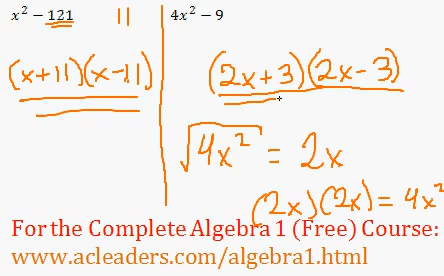 x² – 121
11
(x+11)(x-11)
4x² – 9
(2x+3)(2x-3)
√4x² = 2x
(2x)(2x) = 4x²
For the Complete Algebra 1 (Free) Course:
www.acleaders.com/algebra1.html